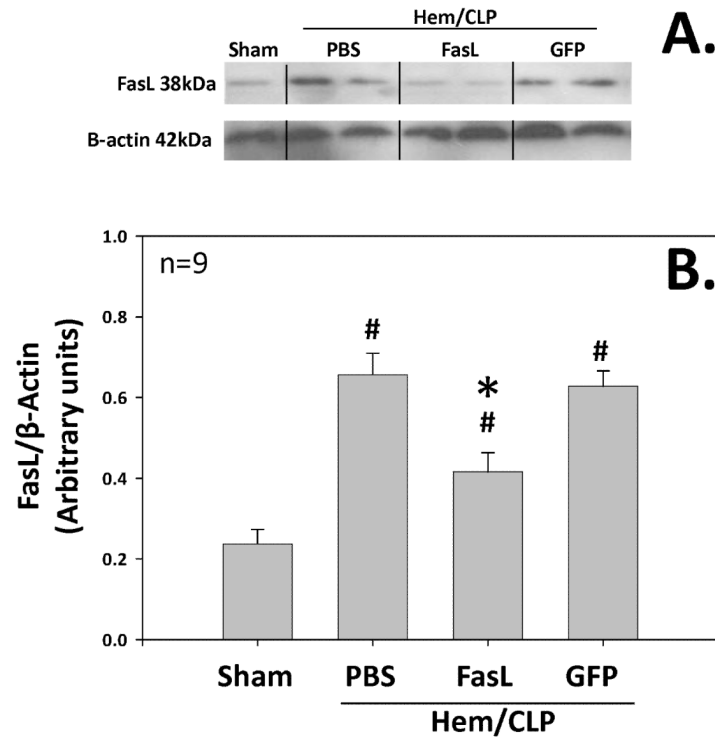 Hem/CLP
A.
Sham PBS FasL GFP
FasL 38kDa
B-actin 42kDa
B.
n=9
1.0
0.8
0.6
0.4
0.2
0.0
FasL/β-Actin
(Arbitrary units)
#
*
#
#
Sham PBS FasL GFP
Hem/CLP